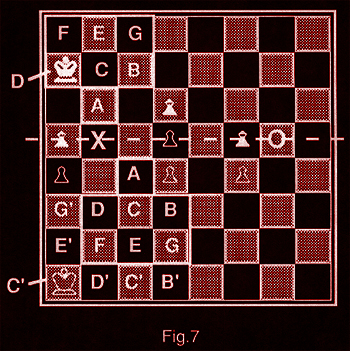 F E G
D C B
A
X O
A
G' D C B
E' F E G
C' D' C' B'
Fig.7